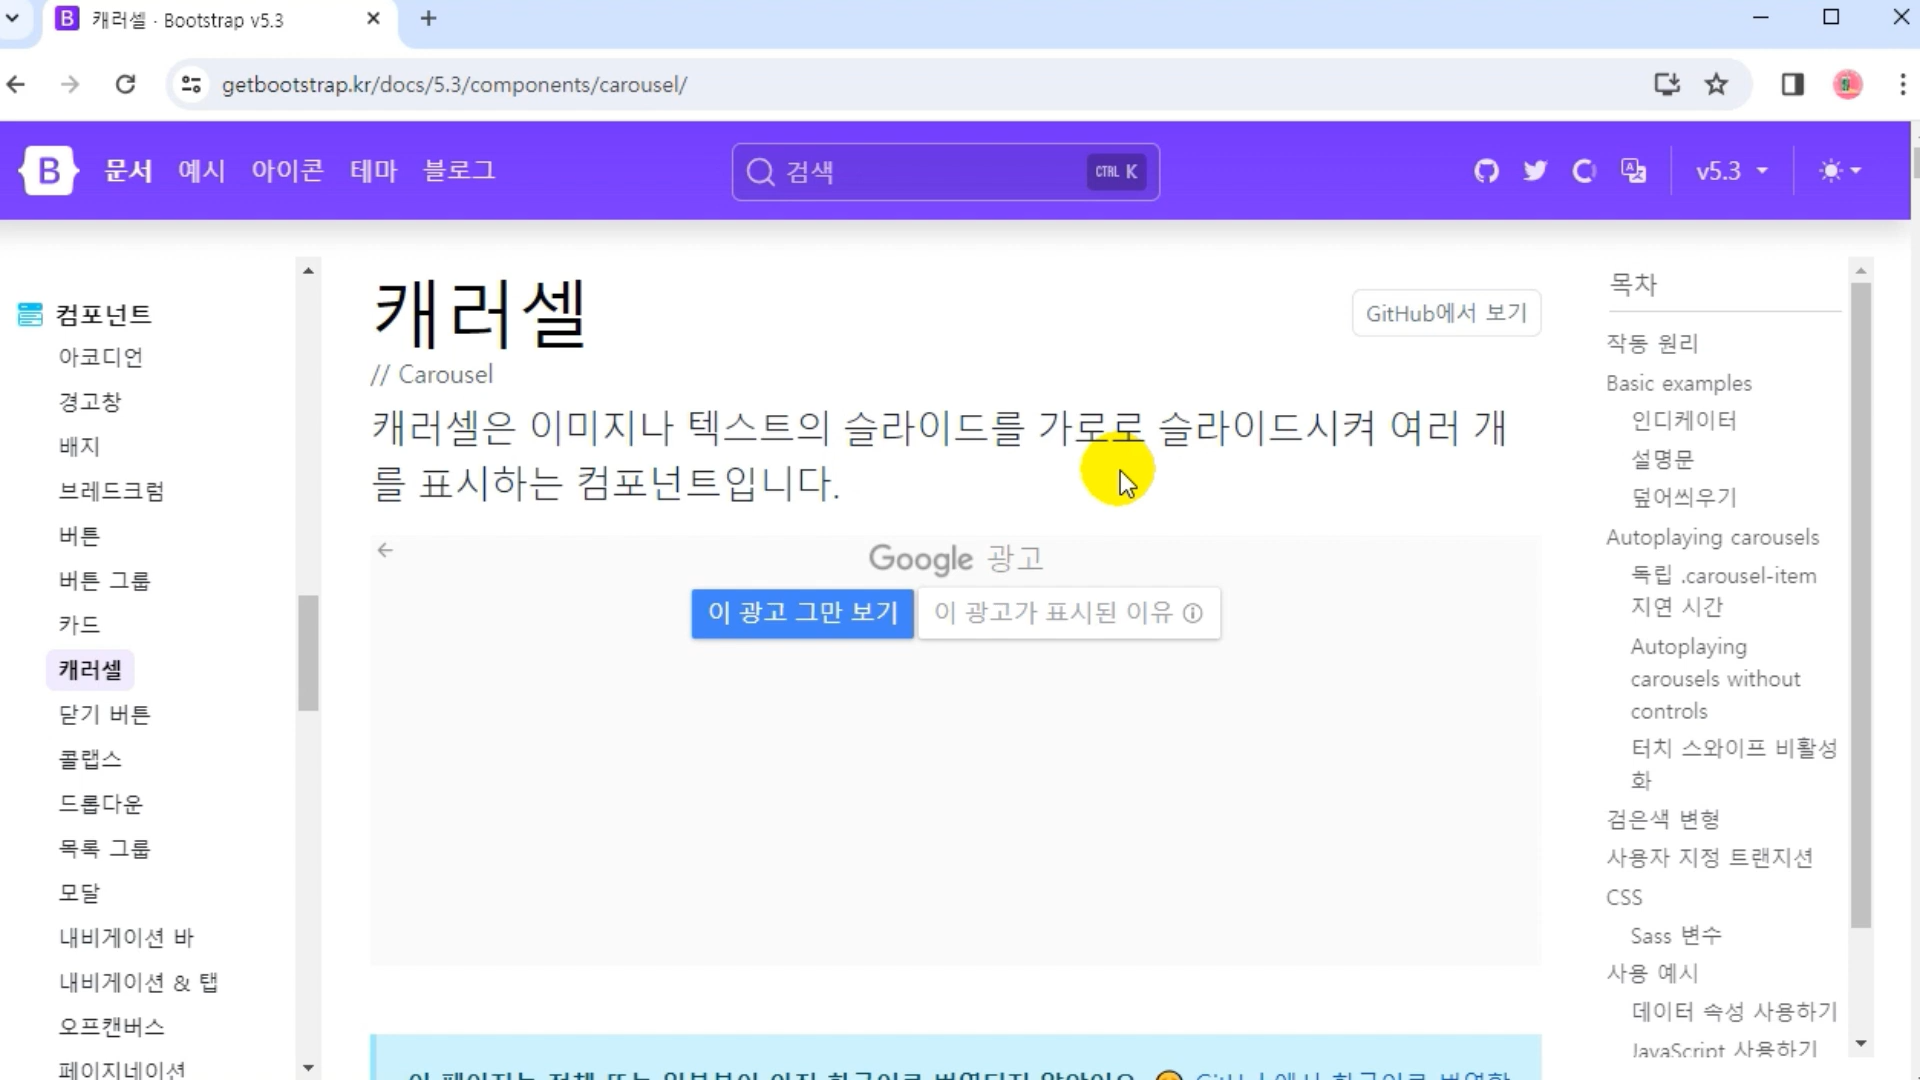 캐러셀 · Bootstrap v5.3
getbootstrap.kr/docs/5.3/components/carousel/
B 문서 예시 아이콘 테마 블로그
검색 CTRL K
v5.3
컴포넌트
아코디언
경고창
배지
브레드크럼
버튼
버튼 그룹
카드
캐러셀
닫기 버튼
콜랩스
드롭다운
목록 그룹
모달
내비게이션 바
내비게이션 & 탭
오프캔버스
페이지네이션
캐러셀
GitHub에서 보기
// Carousel
캐러셀은 이미지나 텍스트의 슬라이드를 가로로 슬라이드시켜 여러 개
를 표시하는 컴포넌트입니다.
Google 광고
이 광고 그만 보기
이 광고가 표시된 이유
목차
작동 원리
Basic examples
인디케이터
설명문
덮어씌우기
Autoplaying carousels
독립 .carousel-item
지연 시간
Autoplaying
carousels without
controls
터치 스와이프 비활성
화
검은색 변형
사용자 지정 트랜지션
CSS
Sass 변수
사용 예시
데이터 속성 사용하기
JavaScript 사용하기